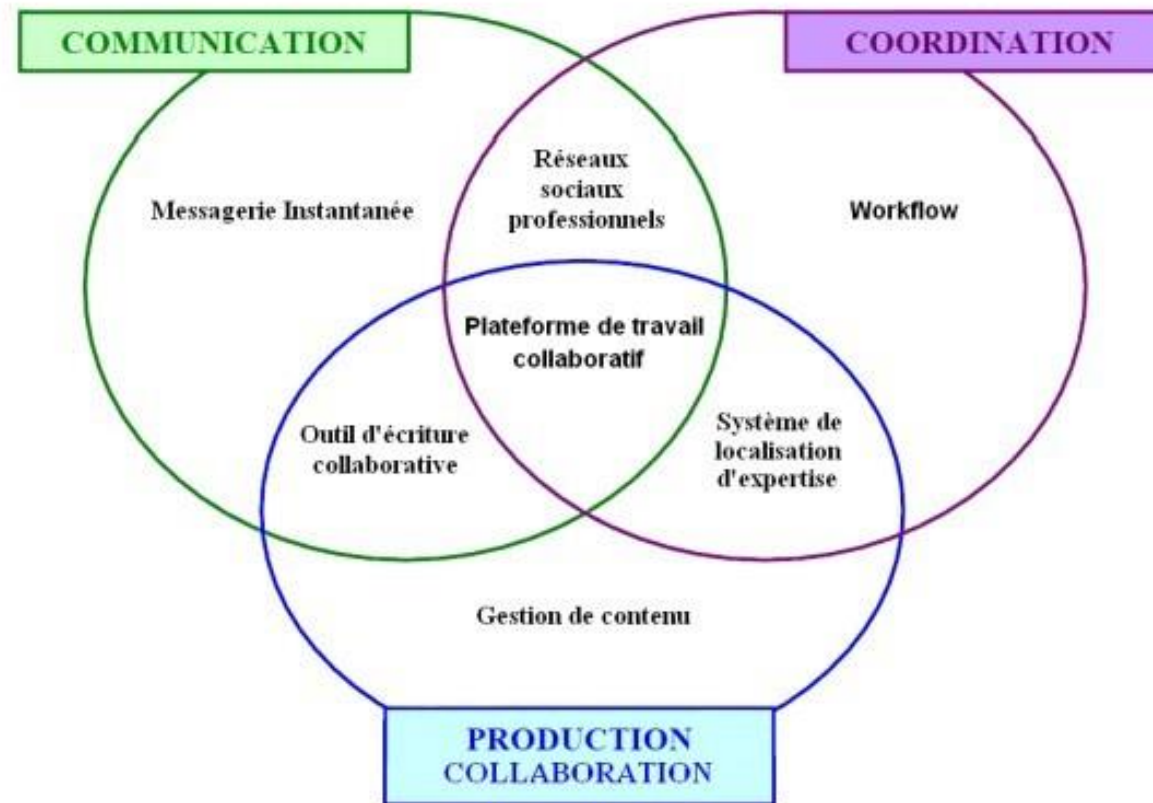 COMMUNICATION
COORDINATION
Réseaux
sociaux
professionnels
Messagerie Instantanée
Workflow
Plateforme de travail
collaboratif
Outil d'écriture
collaborative
Système de
localisation
d'expertise
Gestion de contenu
PRODUCTION
COLLABORATION